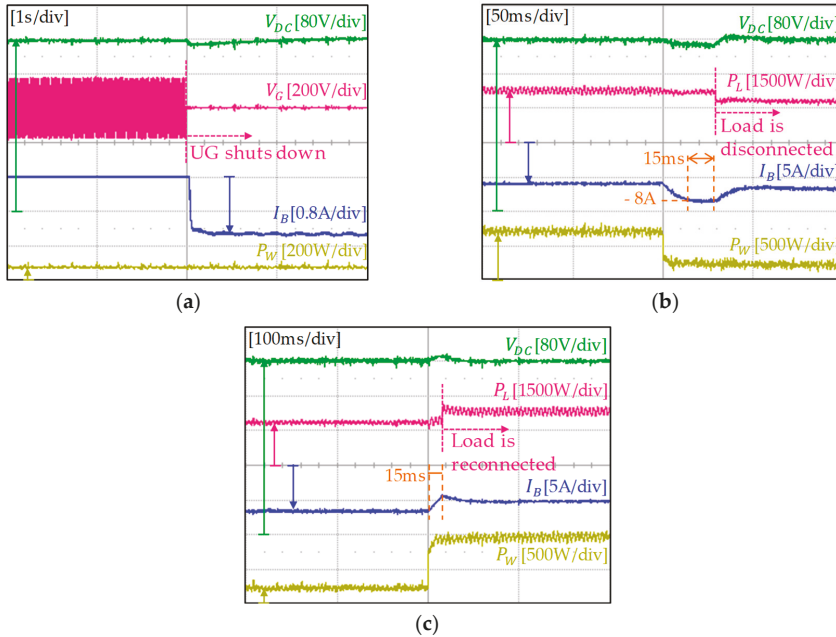 [1s/div]
V_DC [80V/div]
V_G [200V/div]
UG shuts down
I_B [0.8A/div]
P_W [200W/div]
(a)
[50ms/div]
V_DC [80V/div]
P_L [1500W/div]
Load is
disconnected
15ms
I_B [5A/div]
- 8A
P_W [500W/div]
(b)
[100ms/div]
V_DC [80V/div]
P_L [1500W/div]
Load is
reconnected
15ms
I_B [5A/div]
P_W [500W/div]
(c)